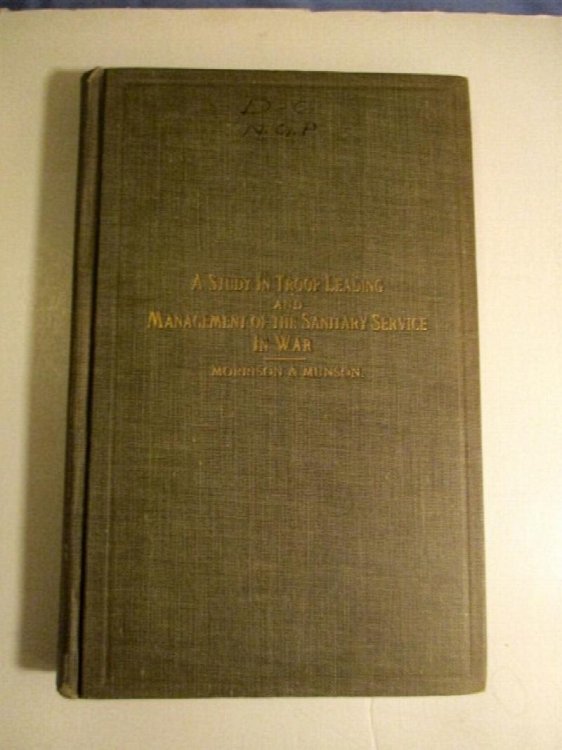 D-C.
N.G.P
A STUDY IN TROOP LEADING
AND
MANAGEMENT OF THE SANITARY SERVICE
IN WAR
MORRISON & MUNSON.